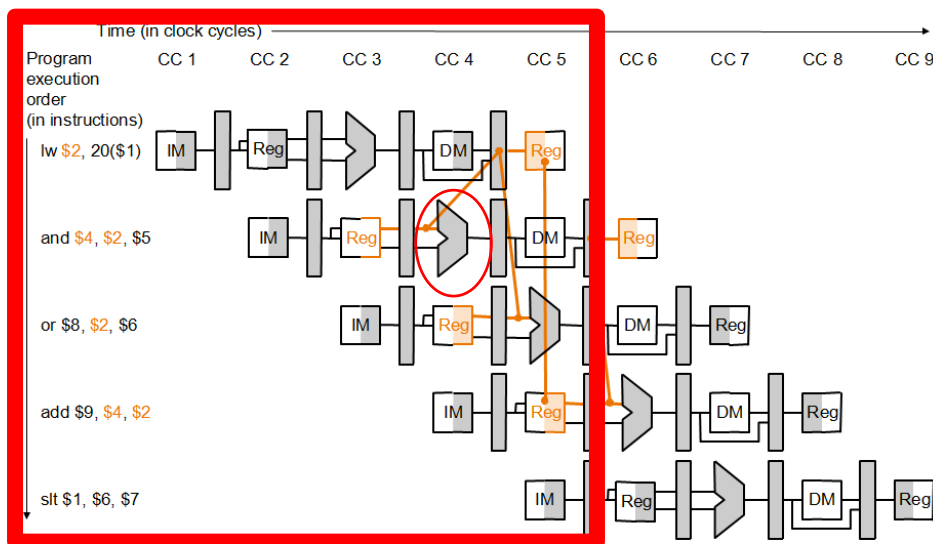 Time (in clock cycles)
Program execution order (in instructions)
CC 1 CC 2 CC 3 CC 4 CC 5 CC 6 CC 7 CC 8 CC 9
lw $2, 20($1) IM Reg DM Reg
and $4, $2, $5 IM Reg DM Reg
or $8, $2, $6 IM Reg DM Reg
add $9, $4, $2 IM Reg DM Reg
slt $1, $6, $7 IM Reg DM Reg